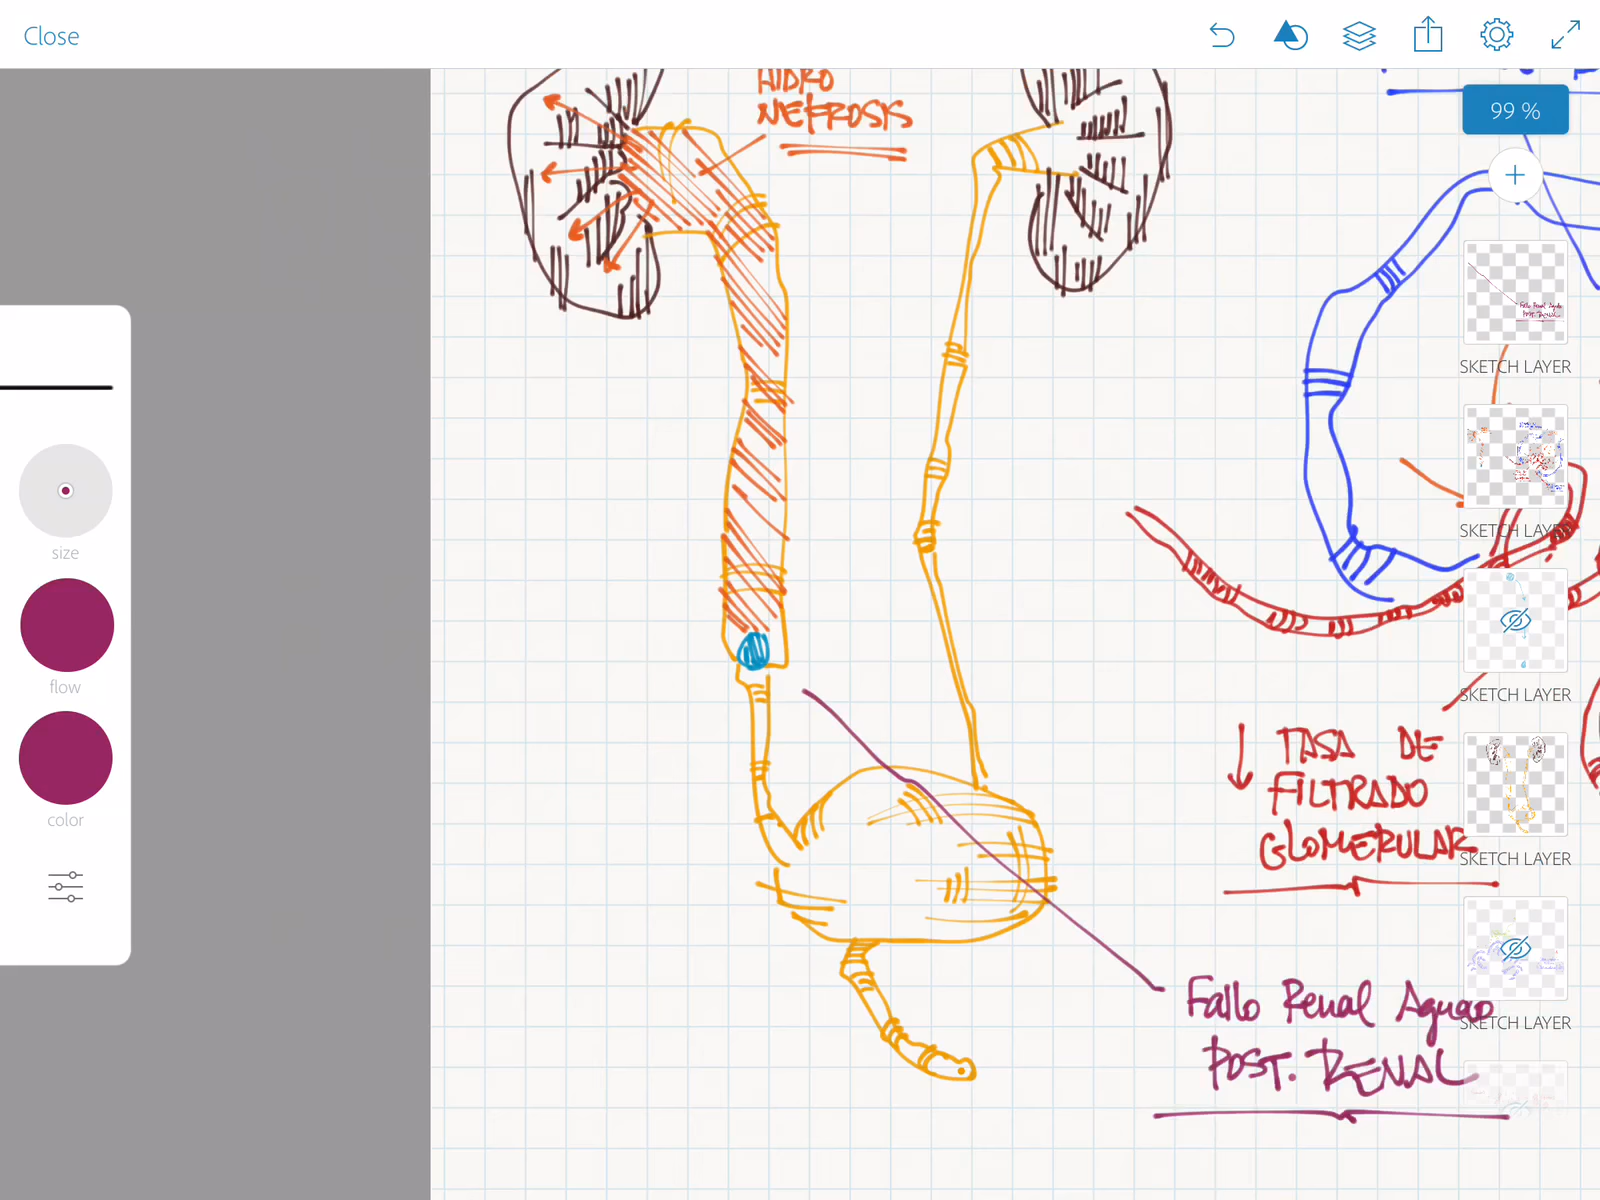 Close
99 %
HIDRO
NEFROSIS
SKETCH LAYER
SKETCH LAYER
size
flow
color
SKETCH LAYER
↓ TASA DE
FILTRADO
GLOMERULAR
SKETCH LAYER
Fallo Renal Agudo
POST. RENAL
SKETCH LAYER